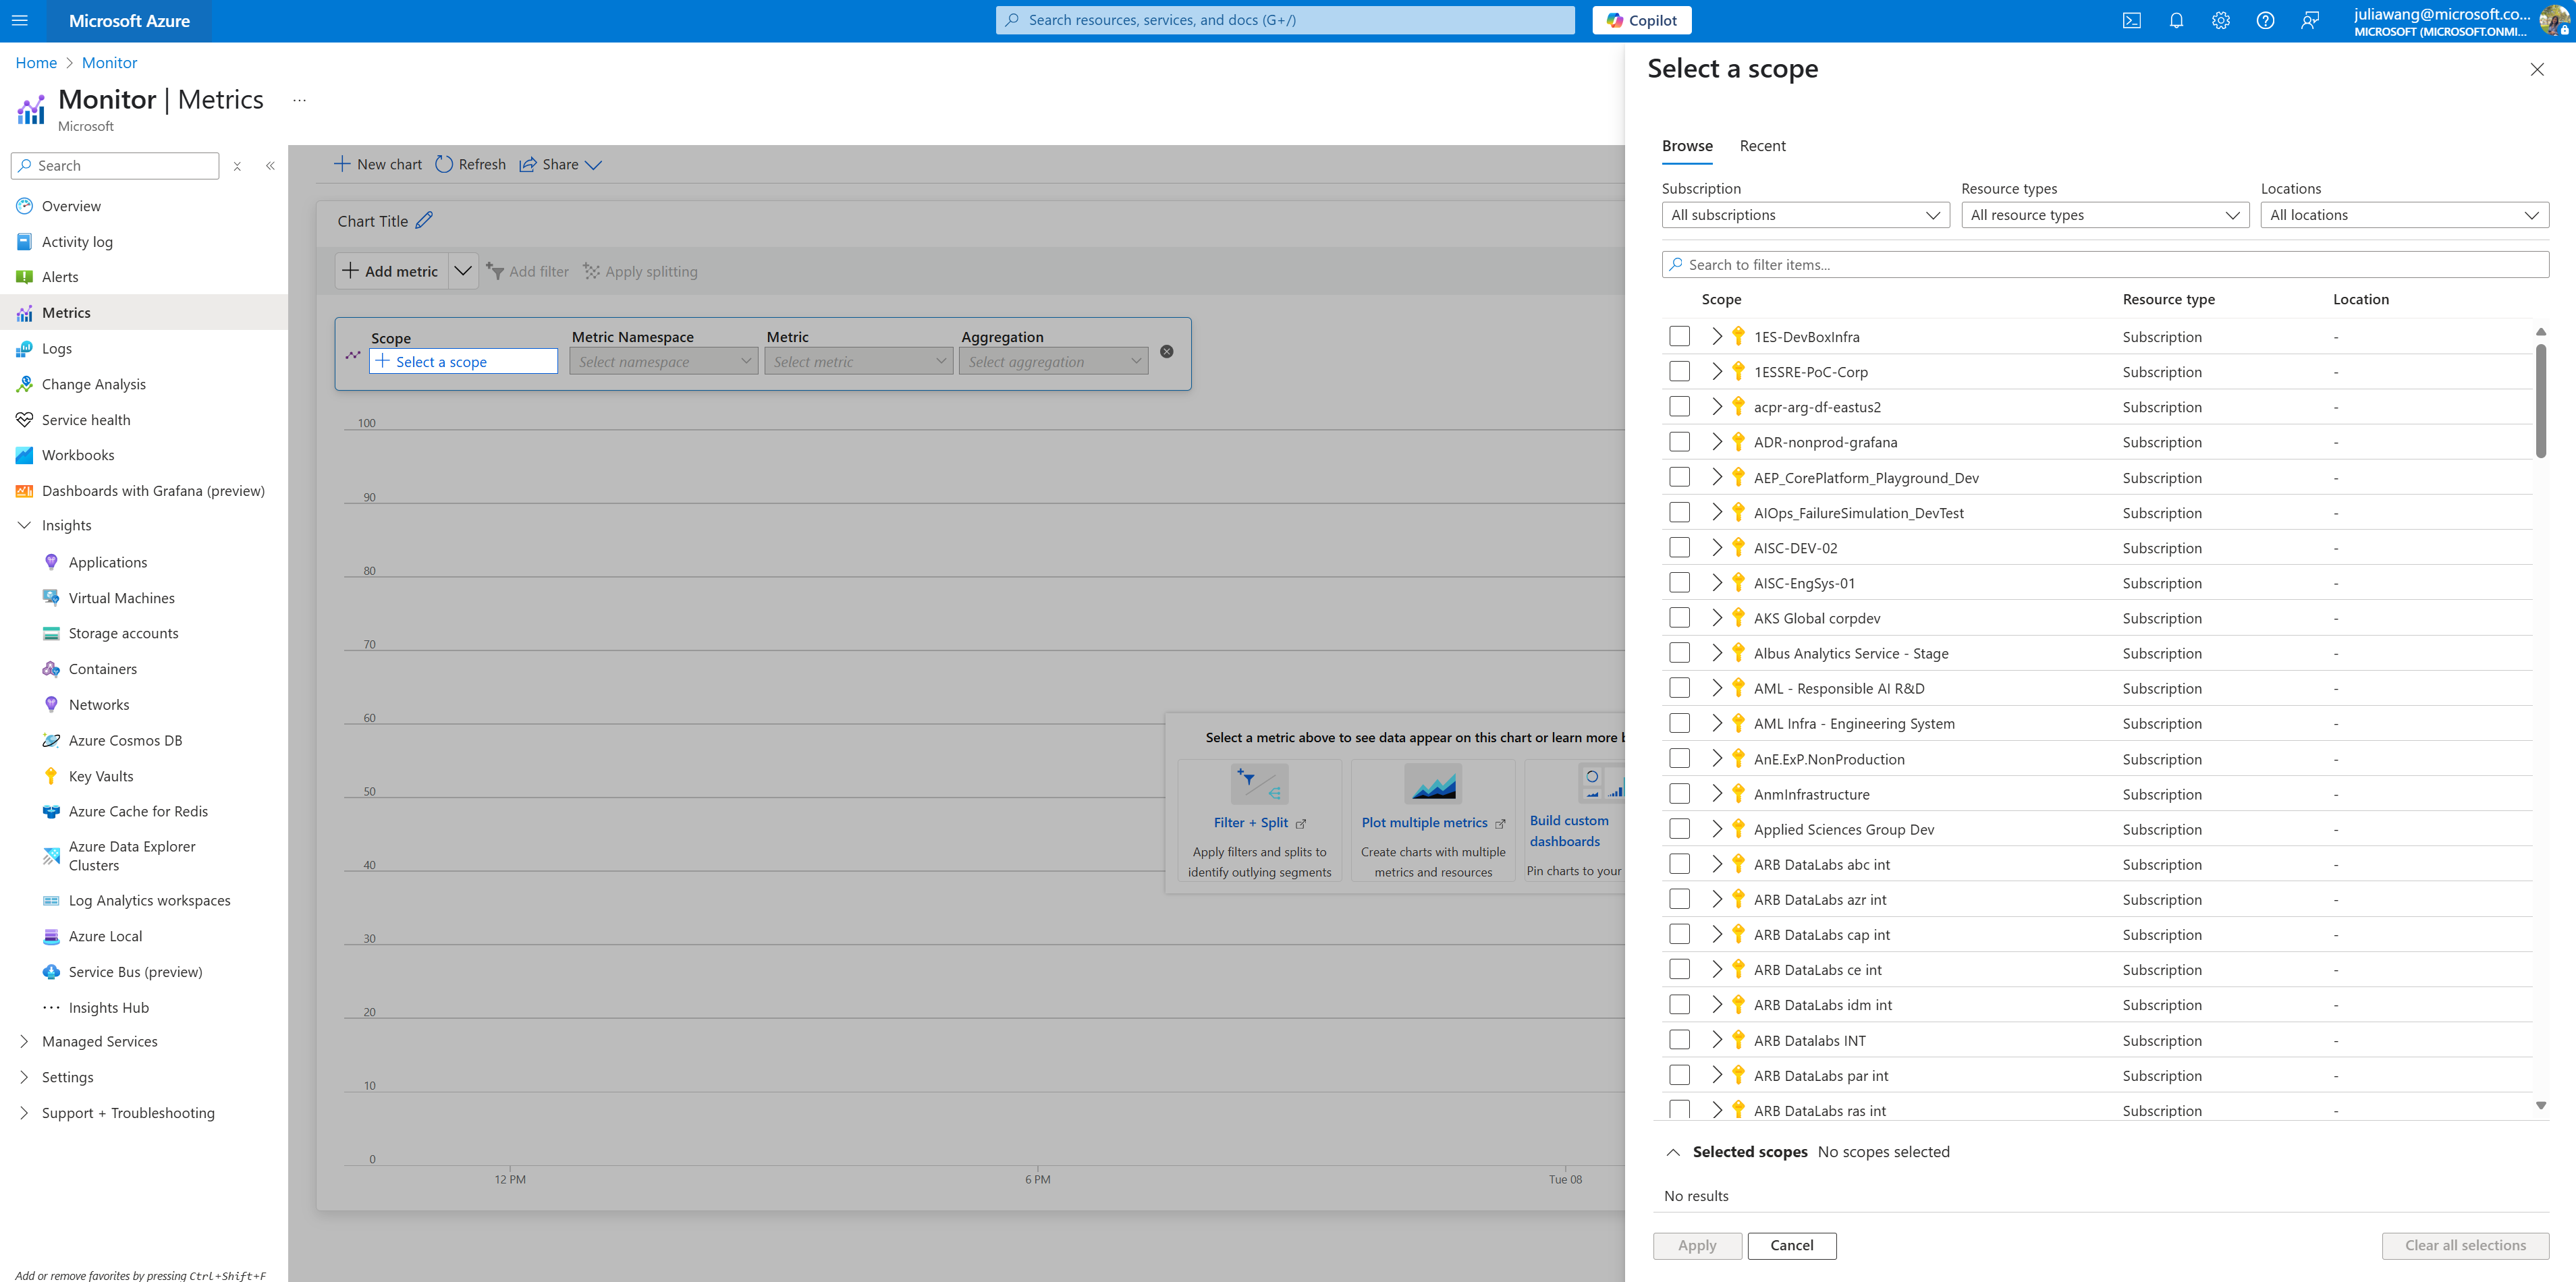 Microsoft Azure
Search resources, services, and docs (G+/)
Copilot
juliawang@microsoft.co...
MICROSOFT (MICROSOFT.ONMI...
Home > Monitor
Monitor | Metrics ...
Microsoft
Search
Overview
Activity log
Alerts
Metrics
Logs
Change Analysis
Service health
Workbooks
Dashboards with Grafana (preview)
Insights
Applications
Virtual Machines
Storage accounts
Containers
Networks
Azure Cosmos DB
Key Vaults
Azure Cache for Redis
Azure Data Explorer
Clusters
Log Analytics workspaces
Azure Local
Service Bus (preview)
Insights Hub
Managed Services
Settings
Support + Troubleshooting
Add or remove favorites by pressing Ctrl+Shift+F
New chart Refresh Share
Chart Title
Add metric Add filter Apply splitting
Scope Metric Namespace Metric Aggregation
Select a scope Select namespace Select metric Select aggregation
100
90
80
70
60
50
40
30
20
10
0
12 PM 6 PM Tue 08
Select a metric above to see data appear on this chart or learn more b
Filter + Split
Apply filters and splits to
identify outlying segments
Plot multiple metrics
Create charts with multiple
metrics and resources
Build custom
dashboards
Pin charts to your
Select a scope
Browse Recent
Subscription Resource types Locations
All subscriptions All resource types All locations
Search to filter items...
Scope Resource type Location
1ES-DevBoxInfra Subscription -
1ESSRE-PoC-Corp Subscription -
acpr-arg-df-eastus2 Subscription -
ADR-nonprod-grafana Subscription -
AEP_CorePlatform_Playground_Dev Subscription -
AIOps_FailureSimulation_DevTest Subscription -
AISC-DEV-02 Subscription -
AISC-EngSys-01 Subscription -
AKS Global corpdev Subscription -
Albus Analytics Service - Stage Subscription -
AML - Responsible AI R&D Subscription -
AML Infra - Engineering System Subscription -
AnE.ExP.NonProduction Subscription -
AnmInfrastructure Subscription -
Applied Sciences Group Dev Subscription -
ARB DataLabs abc int Subscription -
ARB DataLabs azr int Subscription -
ARB DataLabs cap int Subscription -
ARB DataLabs ce int Subscription -
ARB DataLabs idm int Subscription -
ARB Datalabs INT Subscription -
ARB DataLabs par int Subscription -
ARB DataLabs ras int Subscription -
Selected scopes No scopes selected
No results
Apply Cancel Clear all selections